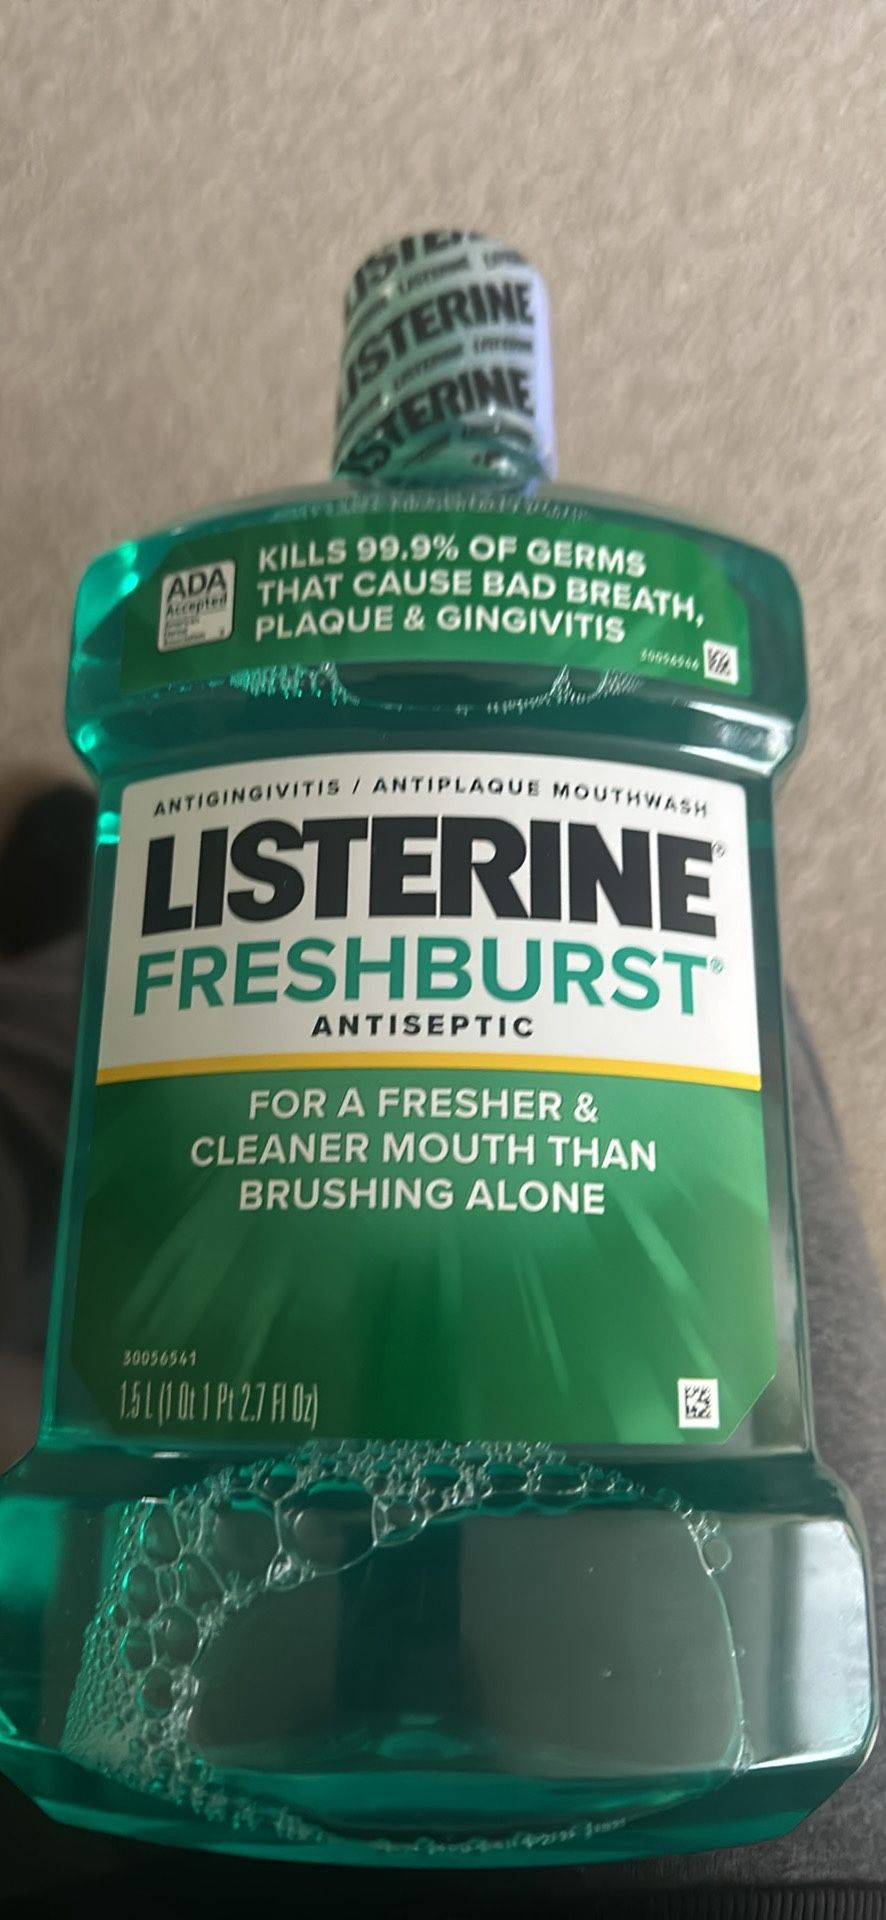 LISTERINE
LISTERINE
ADA
Accepted
KILLS 99.9% OF GERMS
THAT CAUSE BAD BREATH,
PLAQUE & GINGIVITIS
30056546
ANTIGINGIVITIS / ANTIPLAQUE MOUTHWASH
LISTERINE®
FRESHBURST®
ANTISEPTIC
FOR A FRESHER &
CLEANER MOUTH THAN
BRUSHING ALONE
30056541
1.5 L (1 Qt 1 Pt 2.7 Fl Oz)